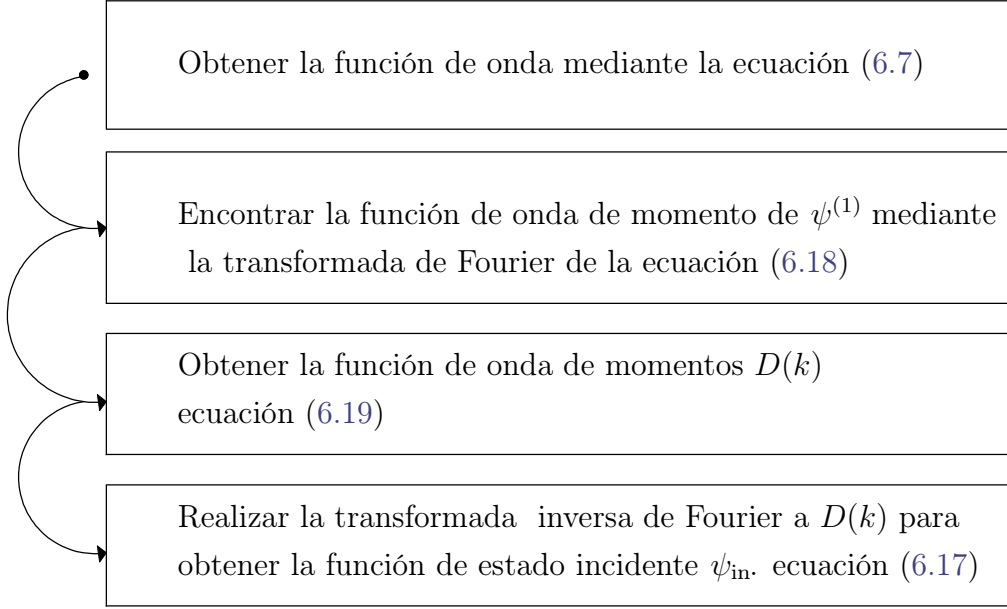 Obtener la función de onda mediante la ecuación (6.7)
Encontrar la función de onda de momento de ψ⁽¹⁾ mediante
la transformada de Fourier de la ecuación (6.18)
Obtener la función de onda de momentos D(k)
ecuación (6.19)
Realizar la transformada inversa de Fourier a D(k) para
obtener la función de estado incidente ψ_in. ecuación (6.17)